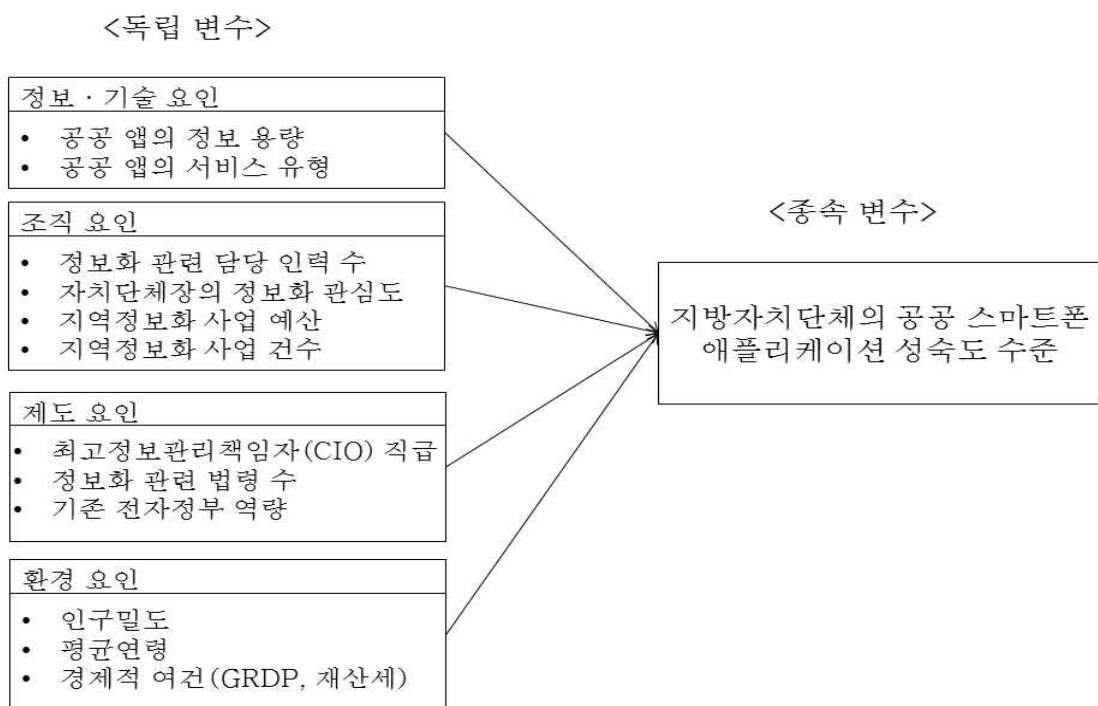 <독립 변수>
정보 · 기술 요인
• 공공 앱의 정보 용량
• 공공 앱의 서비스 유형
조직 요인
• 정보화 관련 담당 인력 수
• 자치단체장의 정보화 관심도
• 지역정보화 사업 예산
• 지역정보화 사업 건수
제도 요인
• 최고정보관리책임자(CIO) 직급
• 정보화 관련 법령 수
• 기존 전자정부 역량
환경 요인
• 인구밀도
• 평균연령
• 경제적 여건(GRDP, 재산세)
<종속 변수>
지방자치단체의 공공 스마트폰
애플리케이션 성숙도 수준